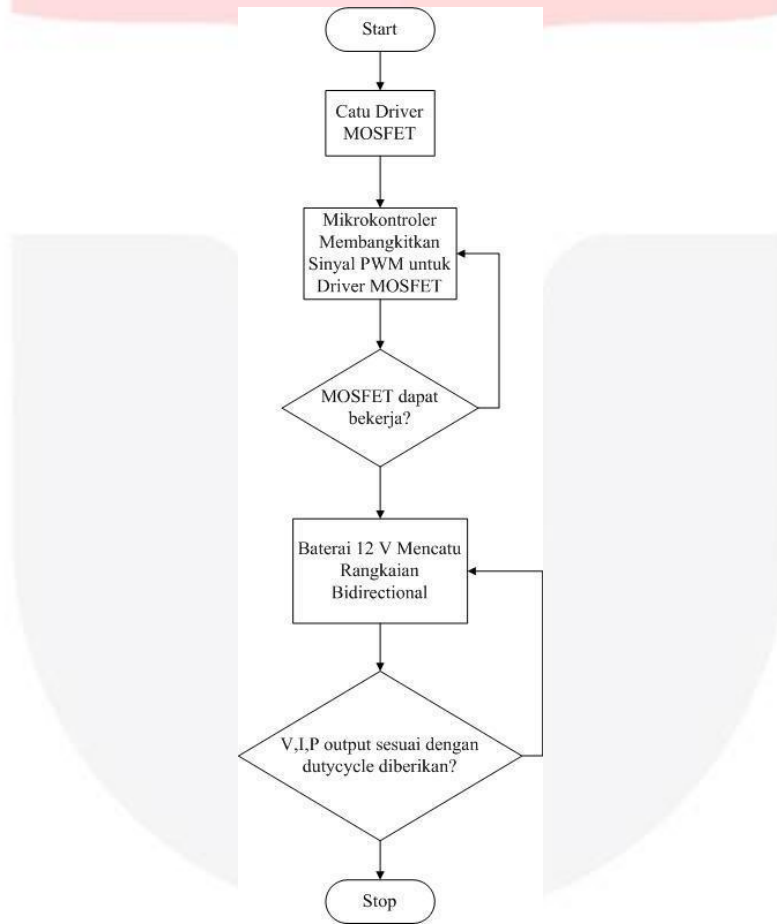 Start
Catu Driver
MOSFET
Mikrokontroler
Membangkitkan
Sinyal PWM untuk
Driver MOSFET
MOSFET dapat
bekerja?
Baterai 12 V Mencatu
Rangkaian
Bidirectional
V,I,P output sesuai dengan
dutycycle diberikan?
Stop